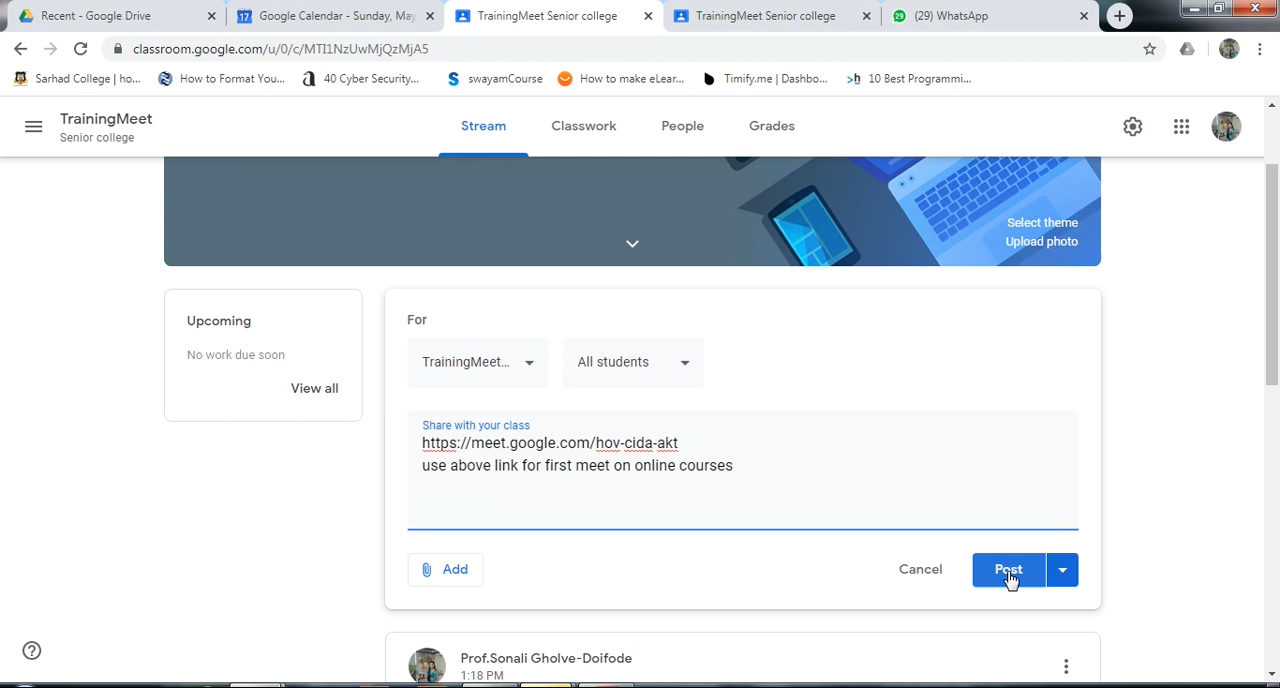 Recent - Google Drive
17 Google Calendar - Sunday, May
TrainingMeet Senior college
TrainingMeet Senior college
29 (29) WhatsApp
classroom.google.com/u/0/c/MTI1NzUwMjQzMjA5
Sarhad College | ho...
How to Format You...
40 Cyber Security...
swayamCourse
How to make eLear...
Timify.me | Dashbo...
>h 10 Best Programmi...
TrainingMeet
Senior college
Stream
Classwork
People
Grades
Select theme
Upload photo
Upcoming
No work due soon
View all
For
TrainingMeet...
All students
Share with your class
https://meet.google.com/hov-cida-akt
use above link for first meet on online courses
Add
Cancel
Post
Prof.Sonali Gholve-Doifode
1:18 PM